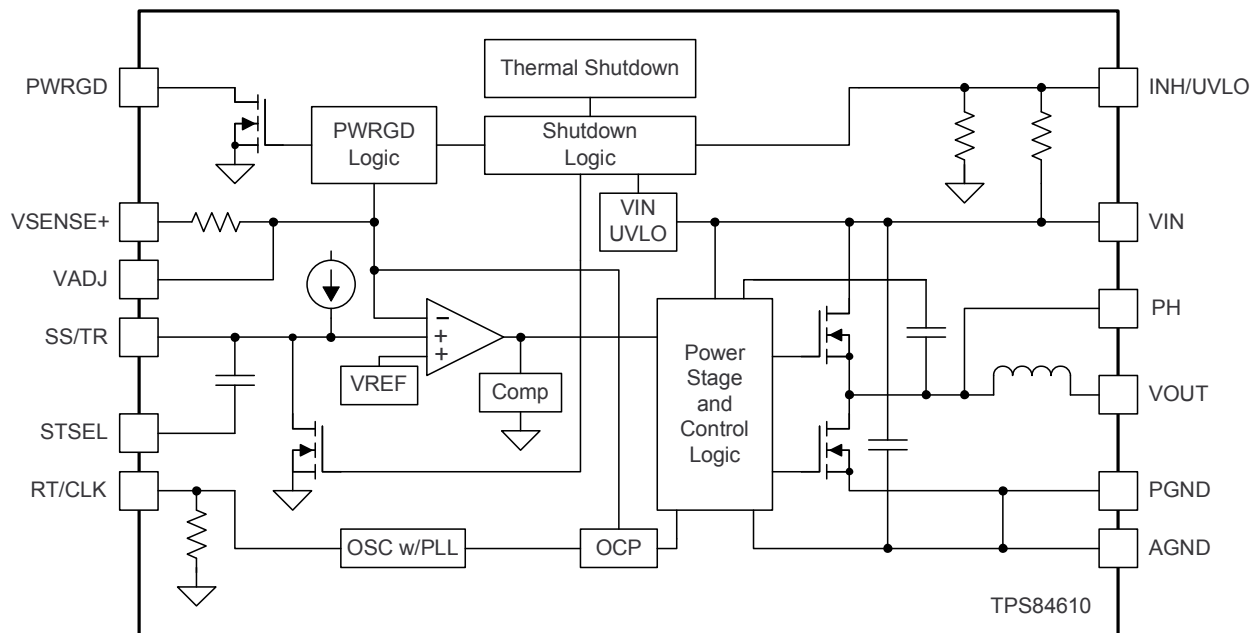 Thermal Shutdown
PWRGD
INH/UVLO
PWRGD
Logic
Shutdown
Logic
VSENSE+
VIN
UVLO
VIN
VADJ
PH
SS/TR
−
+
+
VREF
Comp
Power
Stage
and
Control
Logic
VOUT
STSEL
RT/CLK
PGND
OSC w/PLL
OCP
AGND
TPS84610